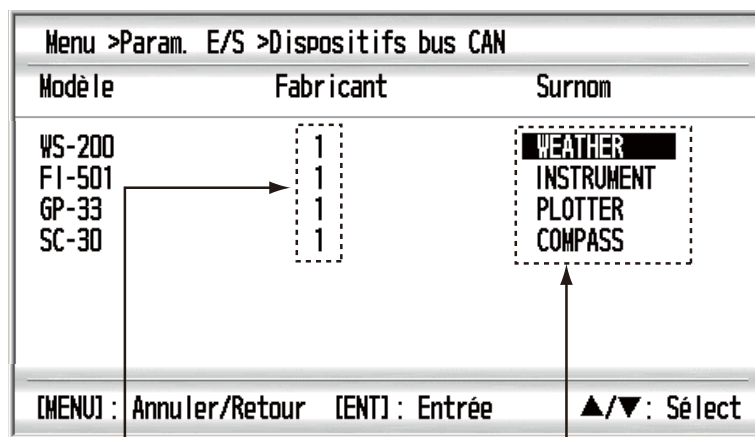 Menu >Param. E/S >Dispositifs bus CAN
Modèle Fabricant Surnom
WS-200 1 WEATHER
FI-501 1 INSTRUMENT
GP-33 1 PLOTTER
SC-30 1 COMPASS
[MENU] : Annuler/Retour [ENT] : Entrée ▲/▼: Sélect